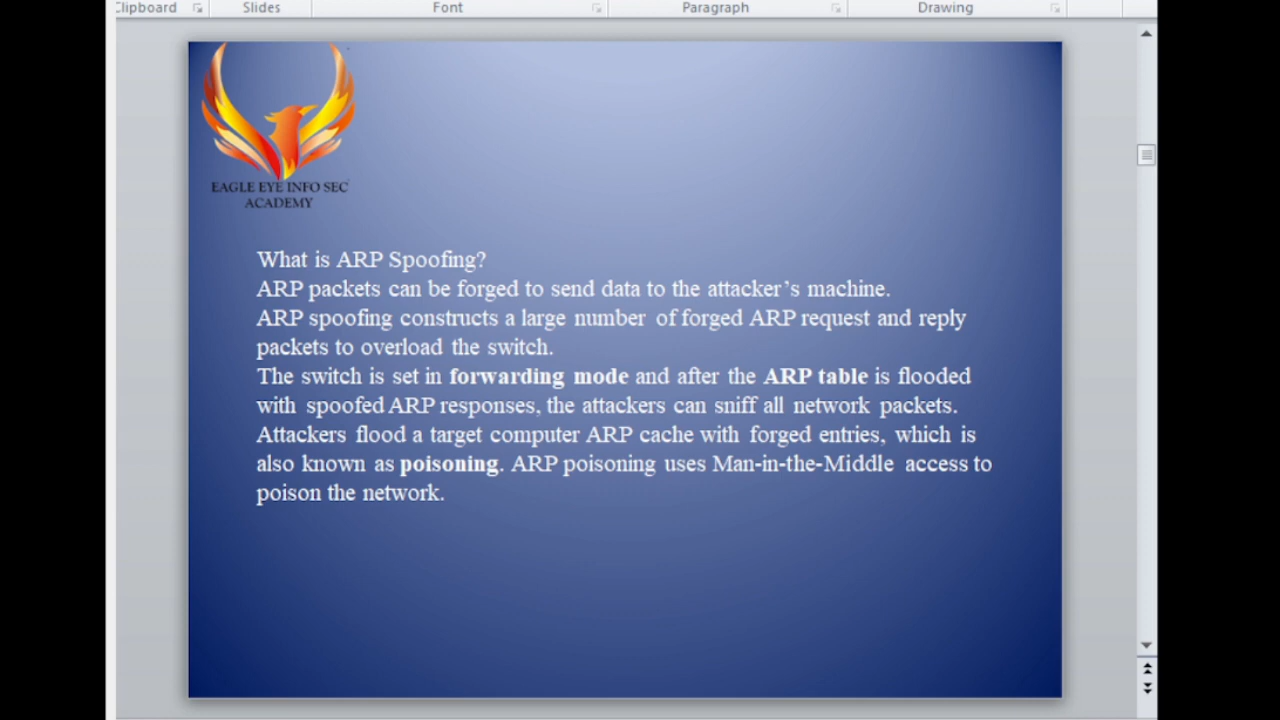 Clipboard Slides Font Paragraph Drawing
EAGLE EYE INFO SEC
ACADEMY
What is ARP Spoofing?
ARP packets can be forged to send data to the attacker’s machine.
ARP spoofing constructs a large number of forged ARP request and reply
packets to overload the switch.
The switch is set in forwarding mode and after the ARP table is flooded
with spoofed ARP responses, the attackers can sniff all network packets.
Attackers flood a target computer ARP cache with forged entries, which is
also known as poisoning. ARP poisoning uses Man-in-the-Middle access to
poison the network.